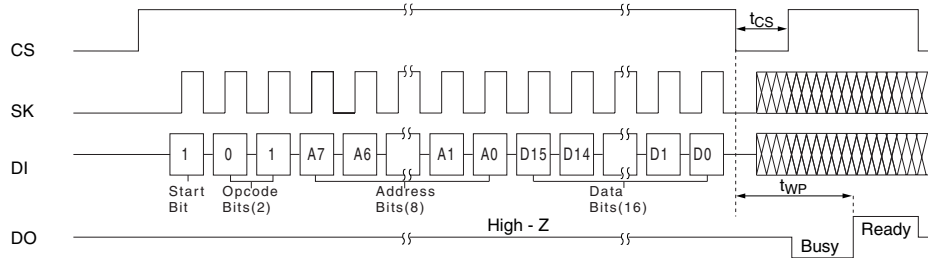 CS
tCS
SK
DI
1 0 1 A7 A6 A1 A0 D15 D14 D1 D0
Start Bit
Opcode Bits(2)
Address Bits(8)
Data Bits(16)
tWP
DO
High - Z
Busy
Ready